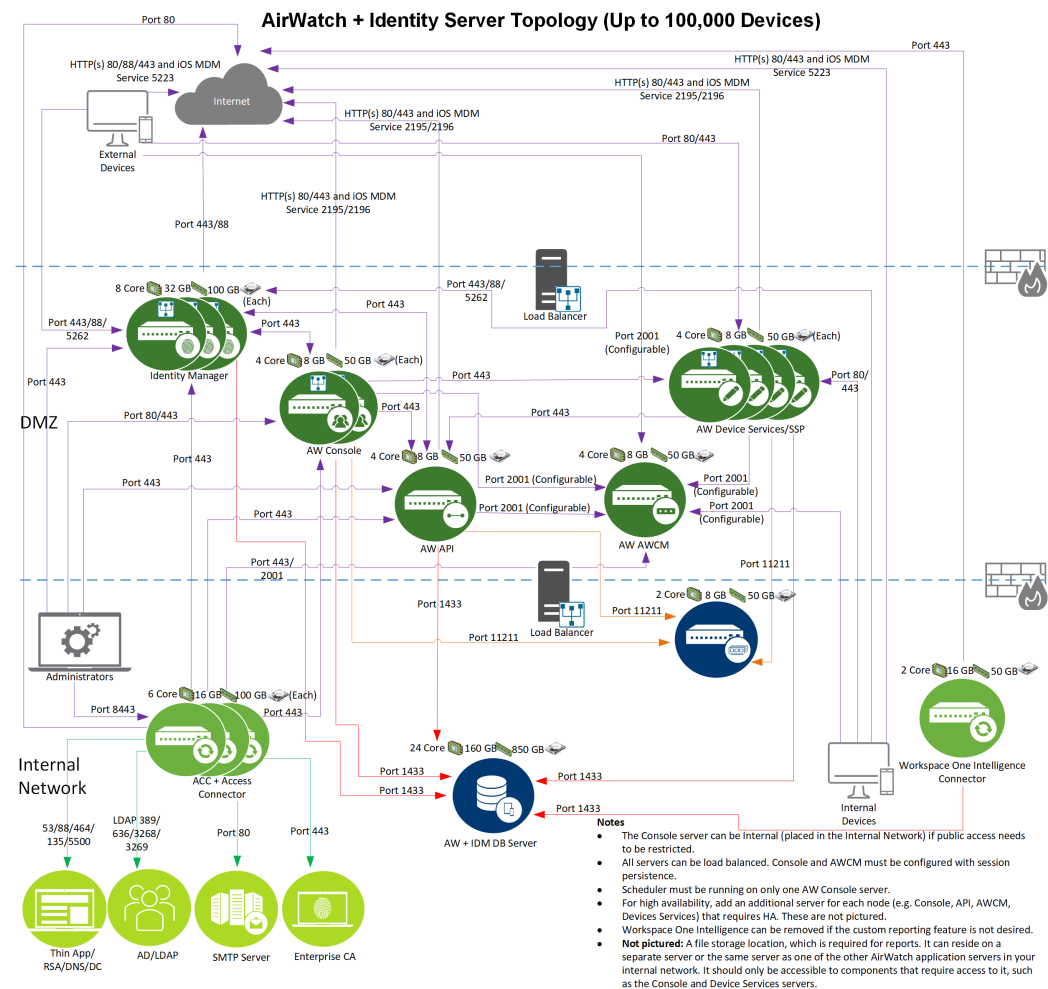 AirWatch + Identity Server Topology (Up to 100,000 Devices)
Port 80
Port 443
HTTP(s) 80/88/443 and iOS MDM
Service 5223
HTTP(s) 80/443 and iOS MDM
Service 5223
HTTP(s) 80/443 and iOS MDM
Service 2195/2196
Internet
HTTP(s) 80/443 and iOS MDM
Service 2195/2196
Port 80/443
External
Devices
HTTP(s) 80/443 and iOS MDM
Service 2195/2196
Port 443/88
8 Core
32 GB
100 GB
(Each)
Port 443/88/
5262
Load Balancer
Port 443
Port 443/88/
5262
Port 443
Port 2001
(Configurable)
4 Core
8 GB
50 GB
(Each)
4 Core
8 GB
50 GB
(Each)
Identity Manager
Port 443
Port 443
Port 80/
443
DMZ
Port 80/443
Port 443
Port 443
AW Console
AW Device Services/SSP
Port 443
4 Core
8 GB
50 GB
4 Core
8 GB
50 GB
Port 443
Port 2001 (Configurable)
Port 2001
(Configurable)
Port 443
Port 2001 (Configurable)
Port 2001
(Configurable)
AW API
AW AWCM
Port 443/
2001
Port 11211
Port 1433
Load Balancer
2 Core
8 GB
50 GB
Port 11211
Port 11211
Administrators
2 Core
16 GB
50 GB
6 Core
16 GB
100 GB
(Each)
Port 8443
Port 443
24 Core
160 GB
850 GB
Workspace One Intelligence
Connector
Internal
Network
ACC + Access
Connector
Port 1433
Port 1433
Port 1433
Port 1433
Internal
Devices
53/88/464/
135/5500
LDAP 389/
636/3268/
3269
Port 80
Port 443
AW + IDM DB Server
Thin App/
RSA/DNS/DC
AD/LDAP
SMTP Server
Enterprise CA
Notes
● The Console server can be Internal (placed in the Internal Network) if public access needs
to be restricted.
● All servers can be load balanced. Console and AWCM must be configured with session
persistence.
● Scheduler must be running on only one AW Console server.
● For high availability, add an additional server for each node (e.g. Console, API, AWCM,
Devices Services) that requires HA. These are not pictured.
● Workspace One Intelligence can be removed if the custom reporting feature is not desired.
● Not pictured: A file storage location, which is required for reports. It can reside on a
separate server or the same server as one of the other AirWatch application servers in your
internal network. It should only be accessible to components that require access to it, such
as the Console and Device Services servers.